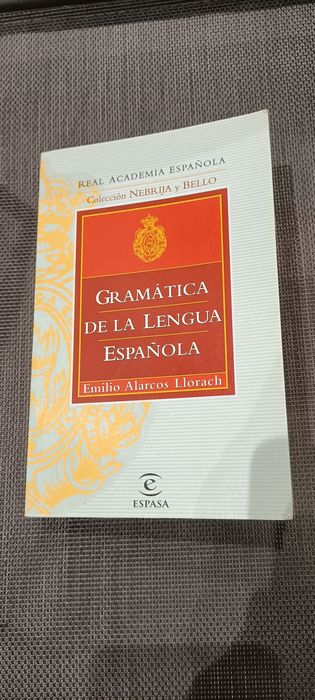 REAL ACADEMIA ESPAÑOLA
Colección NEBRIJA y BELLO
GRAMÁTICA
DE LA LENGUA
ESPAÑOLA
Emilio Alarcos Llorach
e
ESPASA